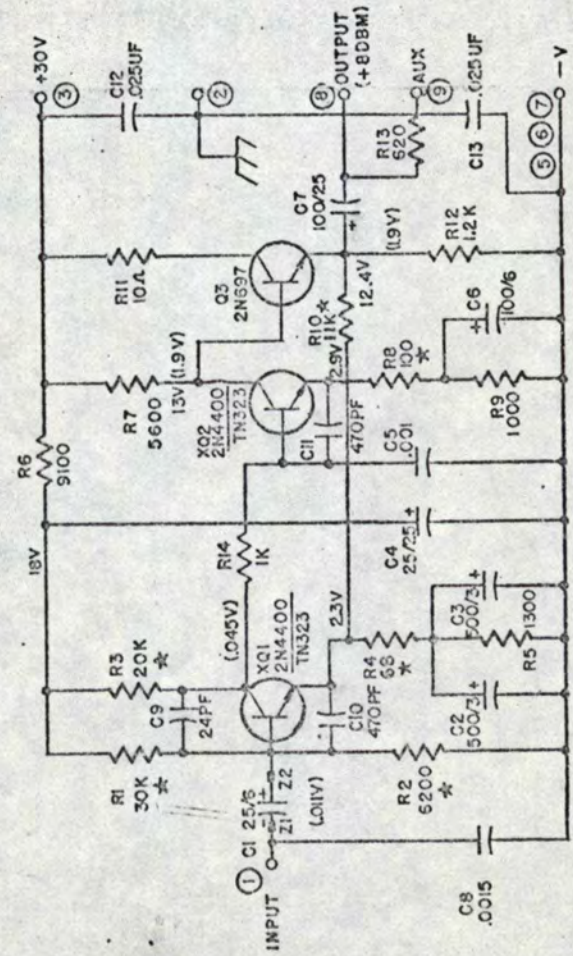 R6
9100
+30V
3
18V
R1
30K
*
R3
20K
*
C9
24PF
R7
5600
R11
10Ω
C12
.025UF
2
13V (1.9V)
XQ2
2N4400
TN323
Q3
2N697
R14
1K
(.045V)
XQ1
2N4400
TN323
1
INPUT
C1 25/6
Z1
Z2
(.011V)
C10
470PF
2.3V
C11
470PF
2.9V
R10 *
11K
12.4V
(1.9V)
C7
100/25
8
OUTPUT
(+8DBM)
R13
620
AUX
9
R2
6200
*
R4
68
*
C4
25/25
C5
.001
R8
100
*
R12
1.2K
C13
.025UF
C8
.0015
C2
500/3
C3
500/3
R5
1300
R9
1000
C6
100/6
5 6 7
-V